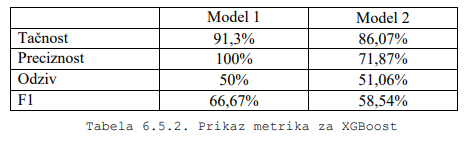 Model 1 Model 2
Tačnost 91,3% 86,07%
Preciznost 100% 71,87%
Odziv 50% 51,06%
F1 66,67% 58,54%
Tabela 6.5.2. Prikaz metrika za XGBoost